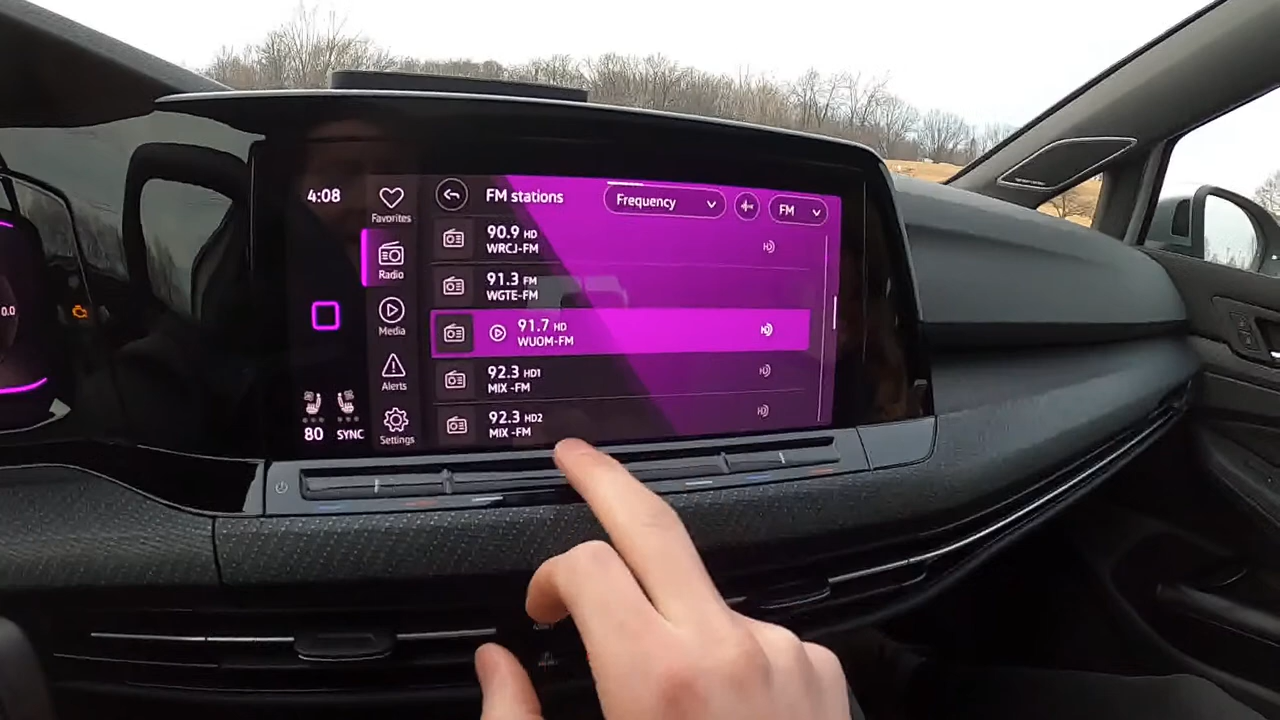 4:08
Favorites
FM stations
Frequency
FM
90.9 HD
WRCJ-FM
Radio
91.3 FM
WGTE-FM
0.0
Media
91.7 HD
WUOM-FM
Alerts
92.3 HD1
MIX -FM
80
SYNC
Settings
92.3 HD2
MIX -FM